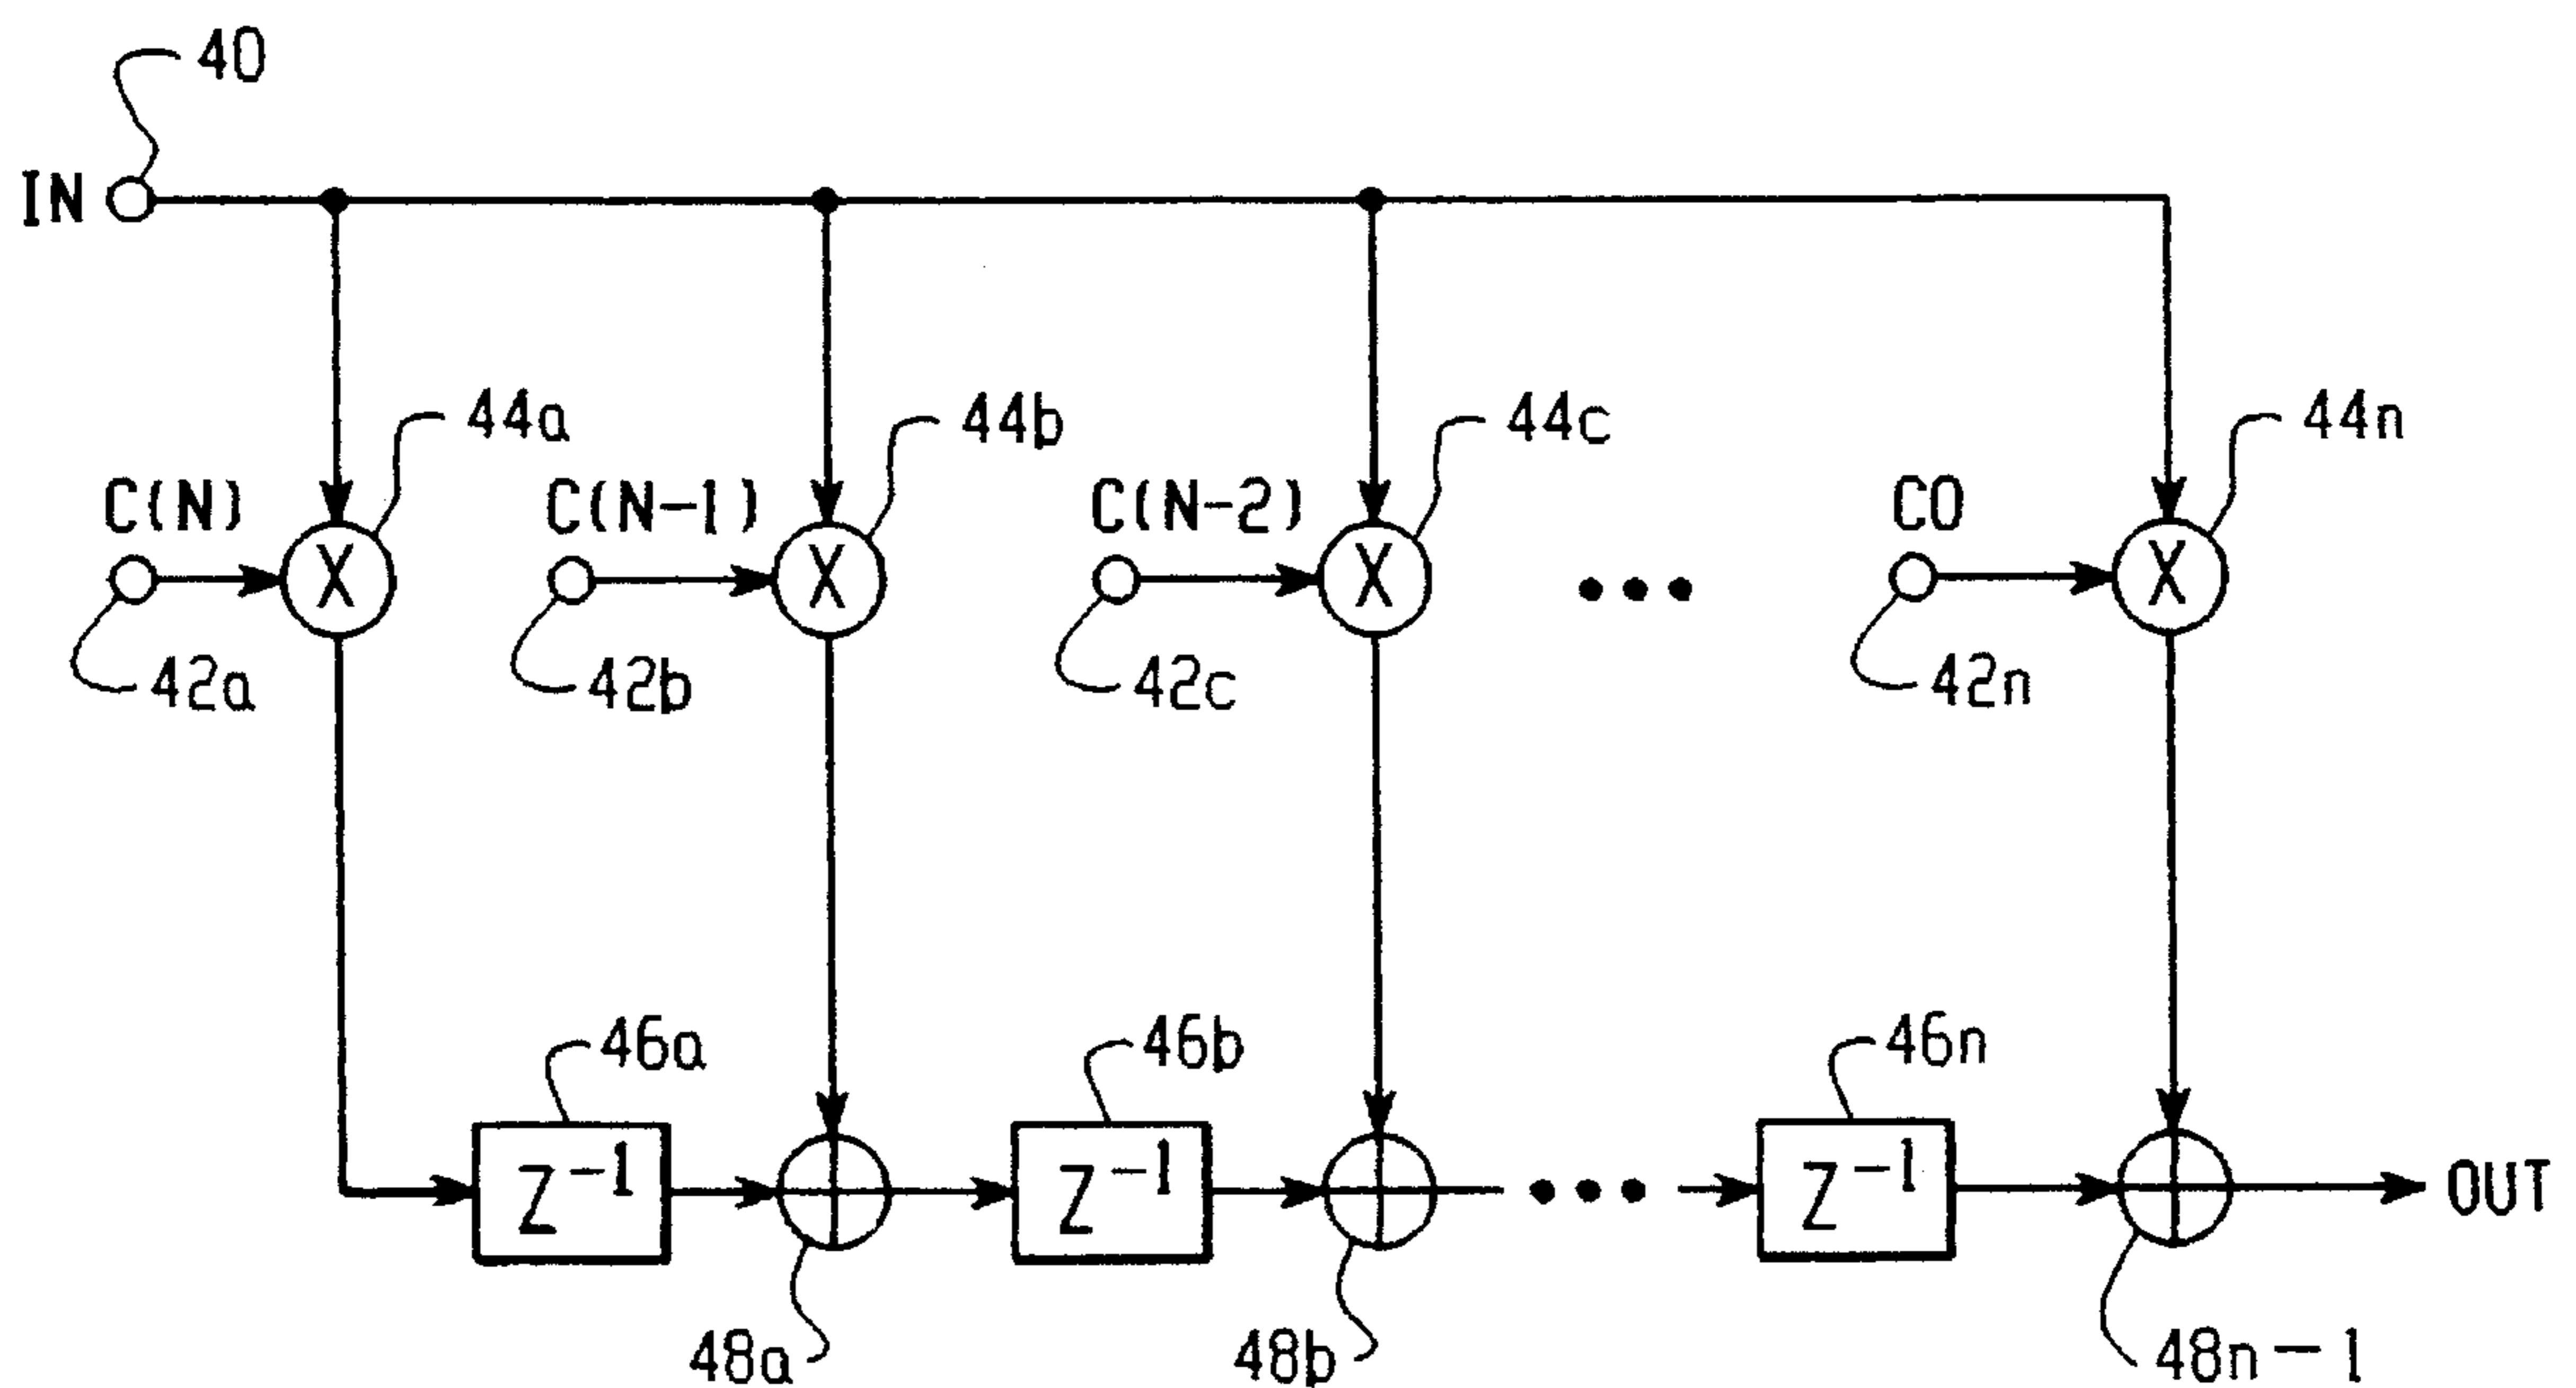 40
IN
44a
44b
44c
44n
C(N)
C(N-1)
C(N-2)
C0
X
X
X
X
42a
42b
42c
42n
46a
46b
46n
Z⁻¹
Z⁻¹
Z⁻¹
OUT
48a
48b
48n-1